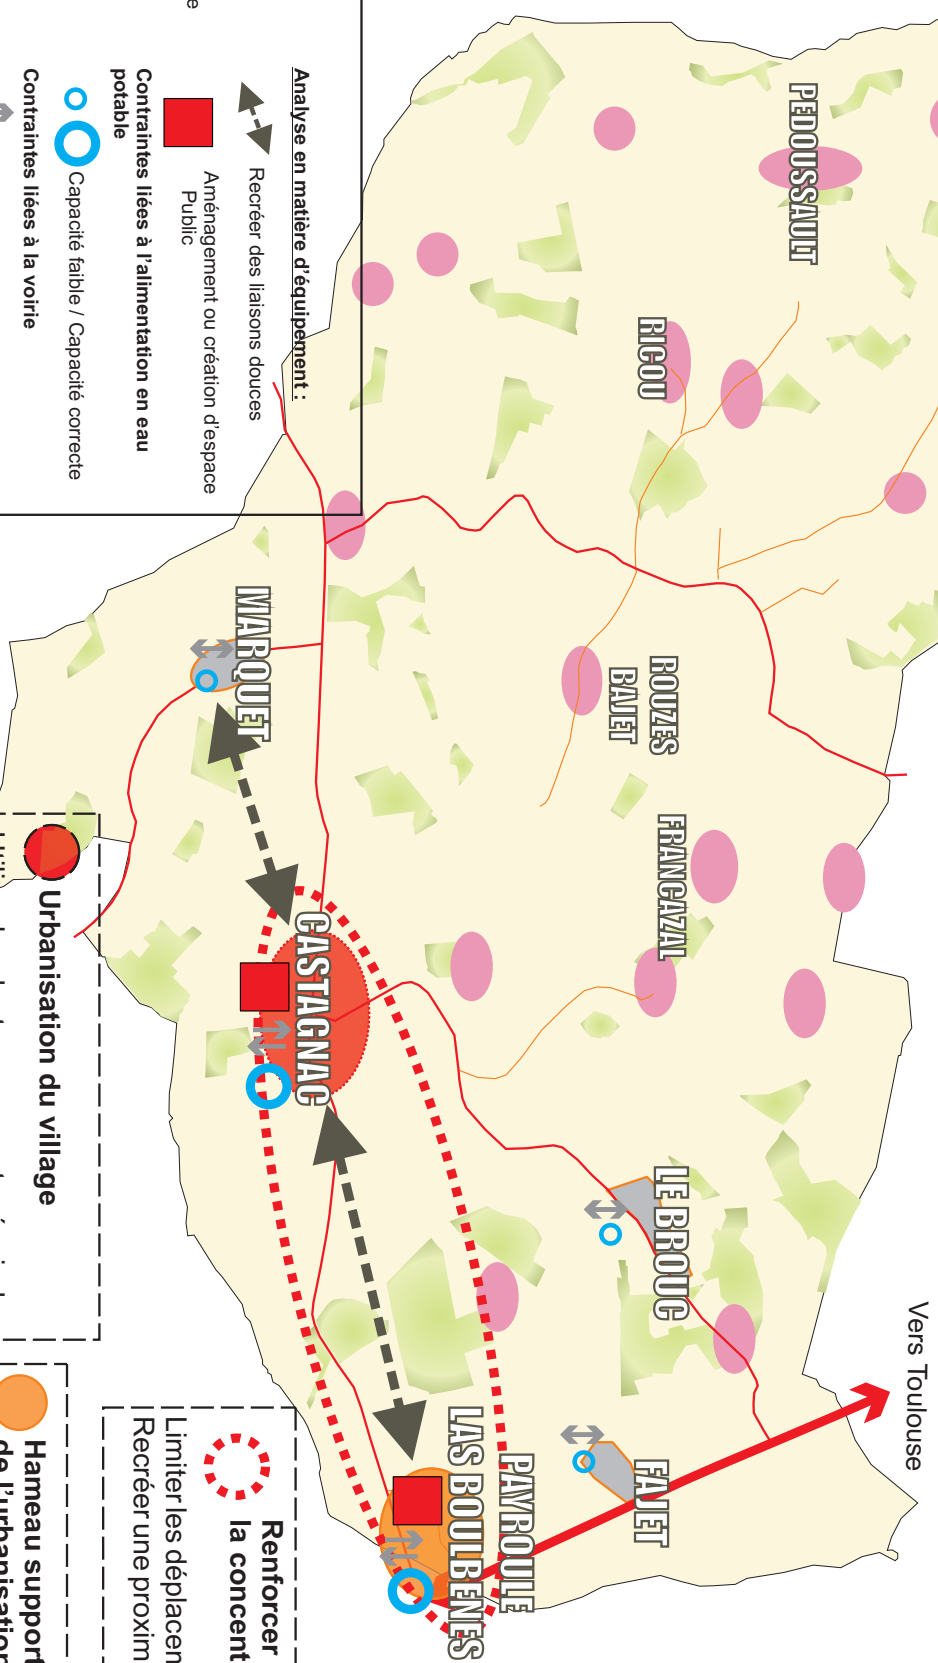 Vers Toulouse
PEDOUSSAULT
RICOU
ROUZES
BAJET
FRANCAZAL
LE BROUC
FAJET
PAYROULE
LAS BOULBENES
CASTAGNAC
MARQUET
Analyse en matière d'équipement :
Recréer des liaisons douces
Aménagement ou création d'espace
Public
Contraintes liées à l'alimentation en eau
potable
Capacité faible / Capacité correcte
Contraintes liées à la voirie
Urbanisation du village
Renforcer
la concent
Limiter les déplacen
Recréer une proxim
Hameau support
de l'urbanisation